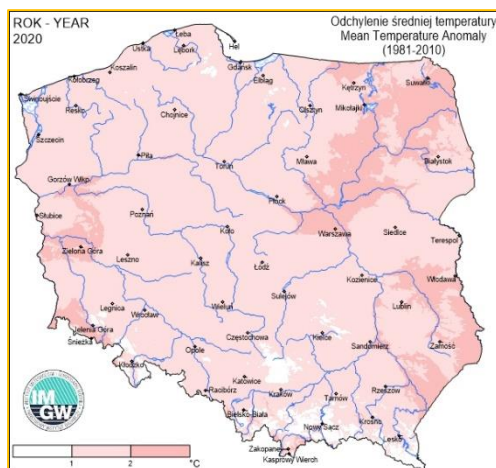 ROK - YEAR
2020
Odchylenie średniej temperatury
Mean Temperature Anomaly
(1981-2010)
Łeba
Ustka
Lębork
Hel
Koszalin
Gdańsk
Kołobrzeg
Elbląg
Kętrzyn
Suwałki
Świnoujście
Resko
Chojnice
Olsztyn
Mikołajki
Szczecin
Piła
Toruń
Mława
Białystok
Gorzów Wlkp.
Płock
Słubice
Poznań
Koło
Warszawa
Siedlce
Terespol
Zielona Góra
Leszno
Kalisz
Łódź
Kozienice
Włodawa
Legnica
Wrocław
Wieluń
Sulejów
Lublin
Jelenia Góra
Śnieżka
Częstochowa
Kielce
Sandomierz
Zamość
Kłodzko
Opole
Katowice
Racibórz
Kraków
Tarnów
Rzeszów
Bielsko-Biała
Nowy Sącz
Krosno
Lesko
Zakopane
Kasprowy Wierch
IM
GW
1
2
°C